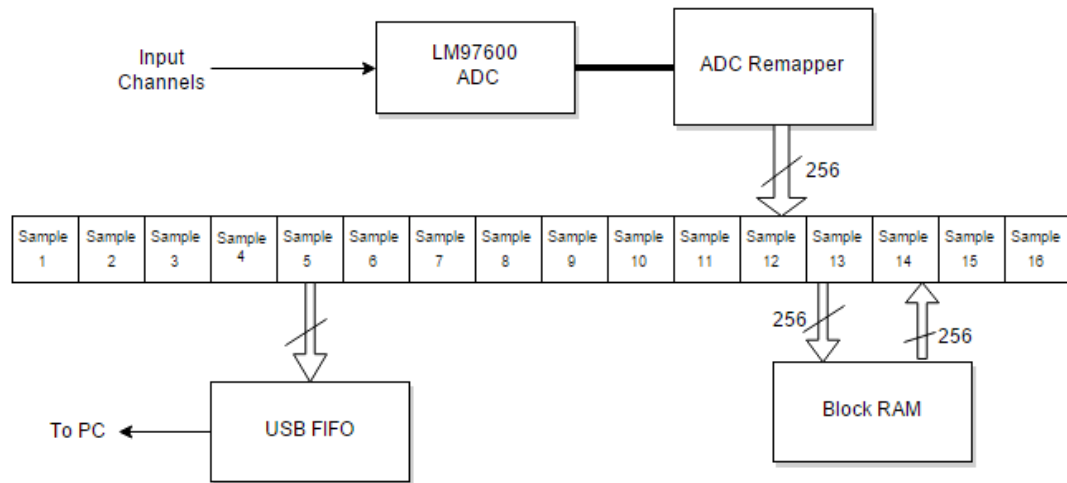 Input
Channels
LM97600
ADC
ADC Remapper
256
Sample
1
Sample
2
Sample
3
Sample
4
Sample
5
Sample
6
Sample
7
Sample
8
Sample
9
Sample
10
Sample
11
Sample
12
Sample
13
Sample
14
Sample
15
Sample
16
256
256
To PC
USB FIFO
Block RAM